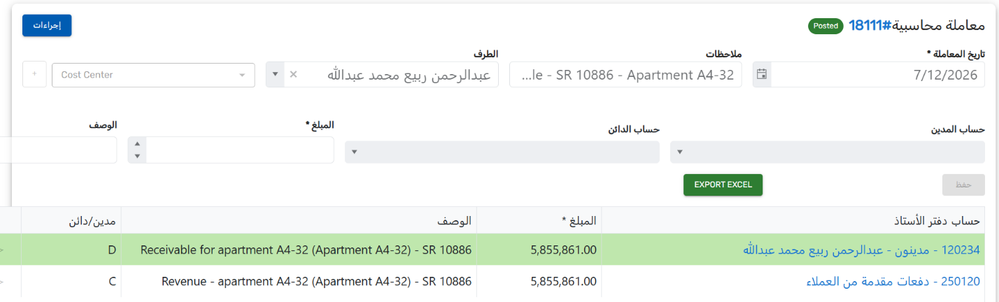 معاملة محاسبية#18111 Posted
إجراءات
تاريخ المعاملة *
ملاحظات
الطرف
7/12/2026
...le - SR 10886 - Apartment A4-32
عبدالرحمن ربيع محمد عبدالله
Cost Center
+
حساب المدين
حساب الدائن
المبلغ *
الوصف
حفظ
EXPORT EXCEL
حساب دفتر الأستاذ
المبلغ *
الوصف
مدين/دائن
120234 - مدينون - عبدالرحمن ربيع محمد عبدالله
5,855,861.00
Receivable for apartment A4-32 (Apartment A4-32) - SR 10886
D
250120 - دفعات مقدمة من العملاء
5,855,861.00
Revenue - apartment A4-32 (Apartment A4-32) - SR 10886
C